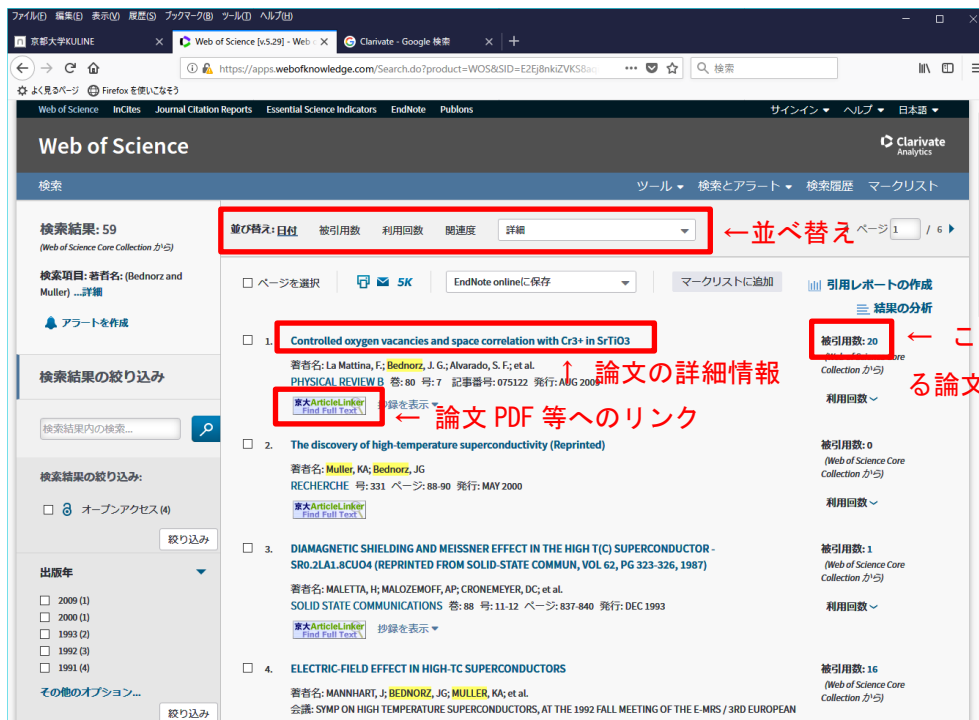 ファイル(F) 編集(E) 表示(V) 履歴(S) ブックマーク(B) ツール(T) ヘルプ(H)
京都大学KULINE × Web of Science [v.5.29] - Web × Clarivate - Google 検索 × +
https://apps.webofknowledge.com/Search.do?product=WOS&SID=E2Ej8nkiZVKS8ao 検索
よく見るページ Firefox を使いこなそう
Web of Science InCites Journal Citation Reports Essential Science Indicators EndNote Publons サインイン ヘルプ 日本語
Web of Science Clarivate Analytics
検索 ツール 検索とアラート 検索履歴 マークリスト
検索結果: 59
(Web of Science Core Collection から)
並び替え: 日付 被引用数 利用回数 関連度 詳細
←並べ替え
ページ 1 / 6
検索項目: 著者名: (Bednorz and Muller) ...詳細
アラートを作成
ページを選択 5K EndNote onlineに保存 マークリストに追加
引用レポートの作成
結果の分析
検索結果の絞り込み
検索結果内の検索...
検索結果の絞り込み:
オープンアクセス (4)
絞り込み
出版年
2009 (1)
2000 (1)
1993 (2)
1992 (3)
1991 (4)
その他のオプション...
絞り込み
1. Controlled oxygen vacancies and space correlation with Cr3+ in SrTiO3
著者名: La Mattina, F.; Bednorz, J. G.; Alvarado, S. F.; et al.
PHYSICAL REVIEW B 巻: 80 号: 7 記事番号: 075122 発行: AUG 2009
京大ArticleLinker Find Full Text 抄録を表示
↑ 論文の詳細情報
← 論文 PDF 等へのリンク
被引用数: 20
(Web of Science Core Collection から)
利用回数
← こ
る論文
2. The discovery of high-temperature superconductivity (Reprinted)
著者名: Muller, KA; Bednorz, JG
RECHERCHE 号: 331 ページ: 88-90 発行: MAY 2000
京大ArticleLinker Find Full Text
被引用数: 0
(Web of Science Core Collection から)
利用回数
3. DIAMAGNETIC SHIELDING AND MEISSNER EFFECT IN THE HIGH T(C) SUPERCONDUCTOR -
SR0.2LA1.8CUO4 (REPRINTED FROM SOLID-STATE COMMUN, VOL 62, PG 323-326, 1987)
著者名: MALETTA, H; MALOZEMOFF, AP; CRONEMEYER, DC; et al.
SOLID STATE COMMUNICATIONS 巻: 88 号: 11-12 ページ: 837-840 発行: DEC 1993
京大ArticleLinker Find Full Text 抄録を表示
被引用数: 1
(Web of Science Core Collection から)
利用回数
4. ELECTRIC-FIELD EFFECT IN HIGH-TC SUPERCONDUCTORS
著者名: MANNHART, J; BEDNORZ, JG; MULLER, KA; et al.
会議: SYMP ON HIGH TEMPERATURE SUPERCONDUCTORS, AT THE 1992 FALL MEETING OF THE E-MRS / 3RD EUROPEAN
被引用数: 16
(Web of Science Core Collection から)